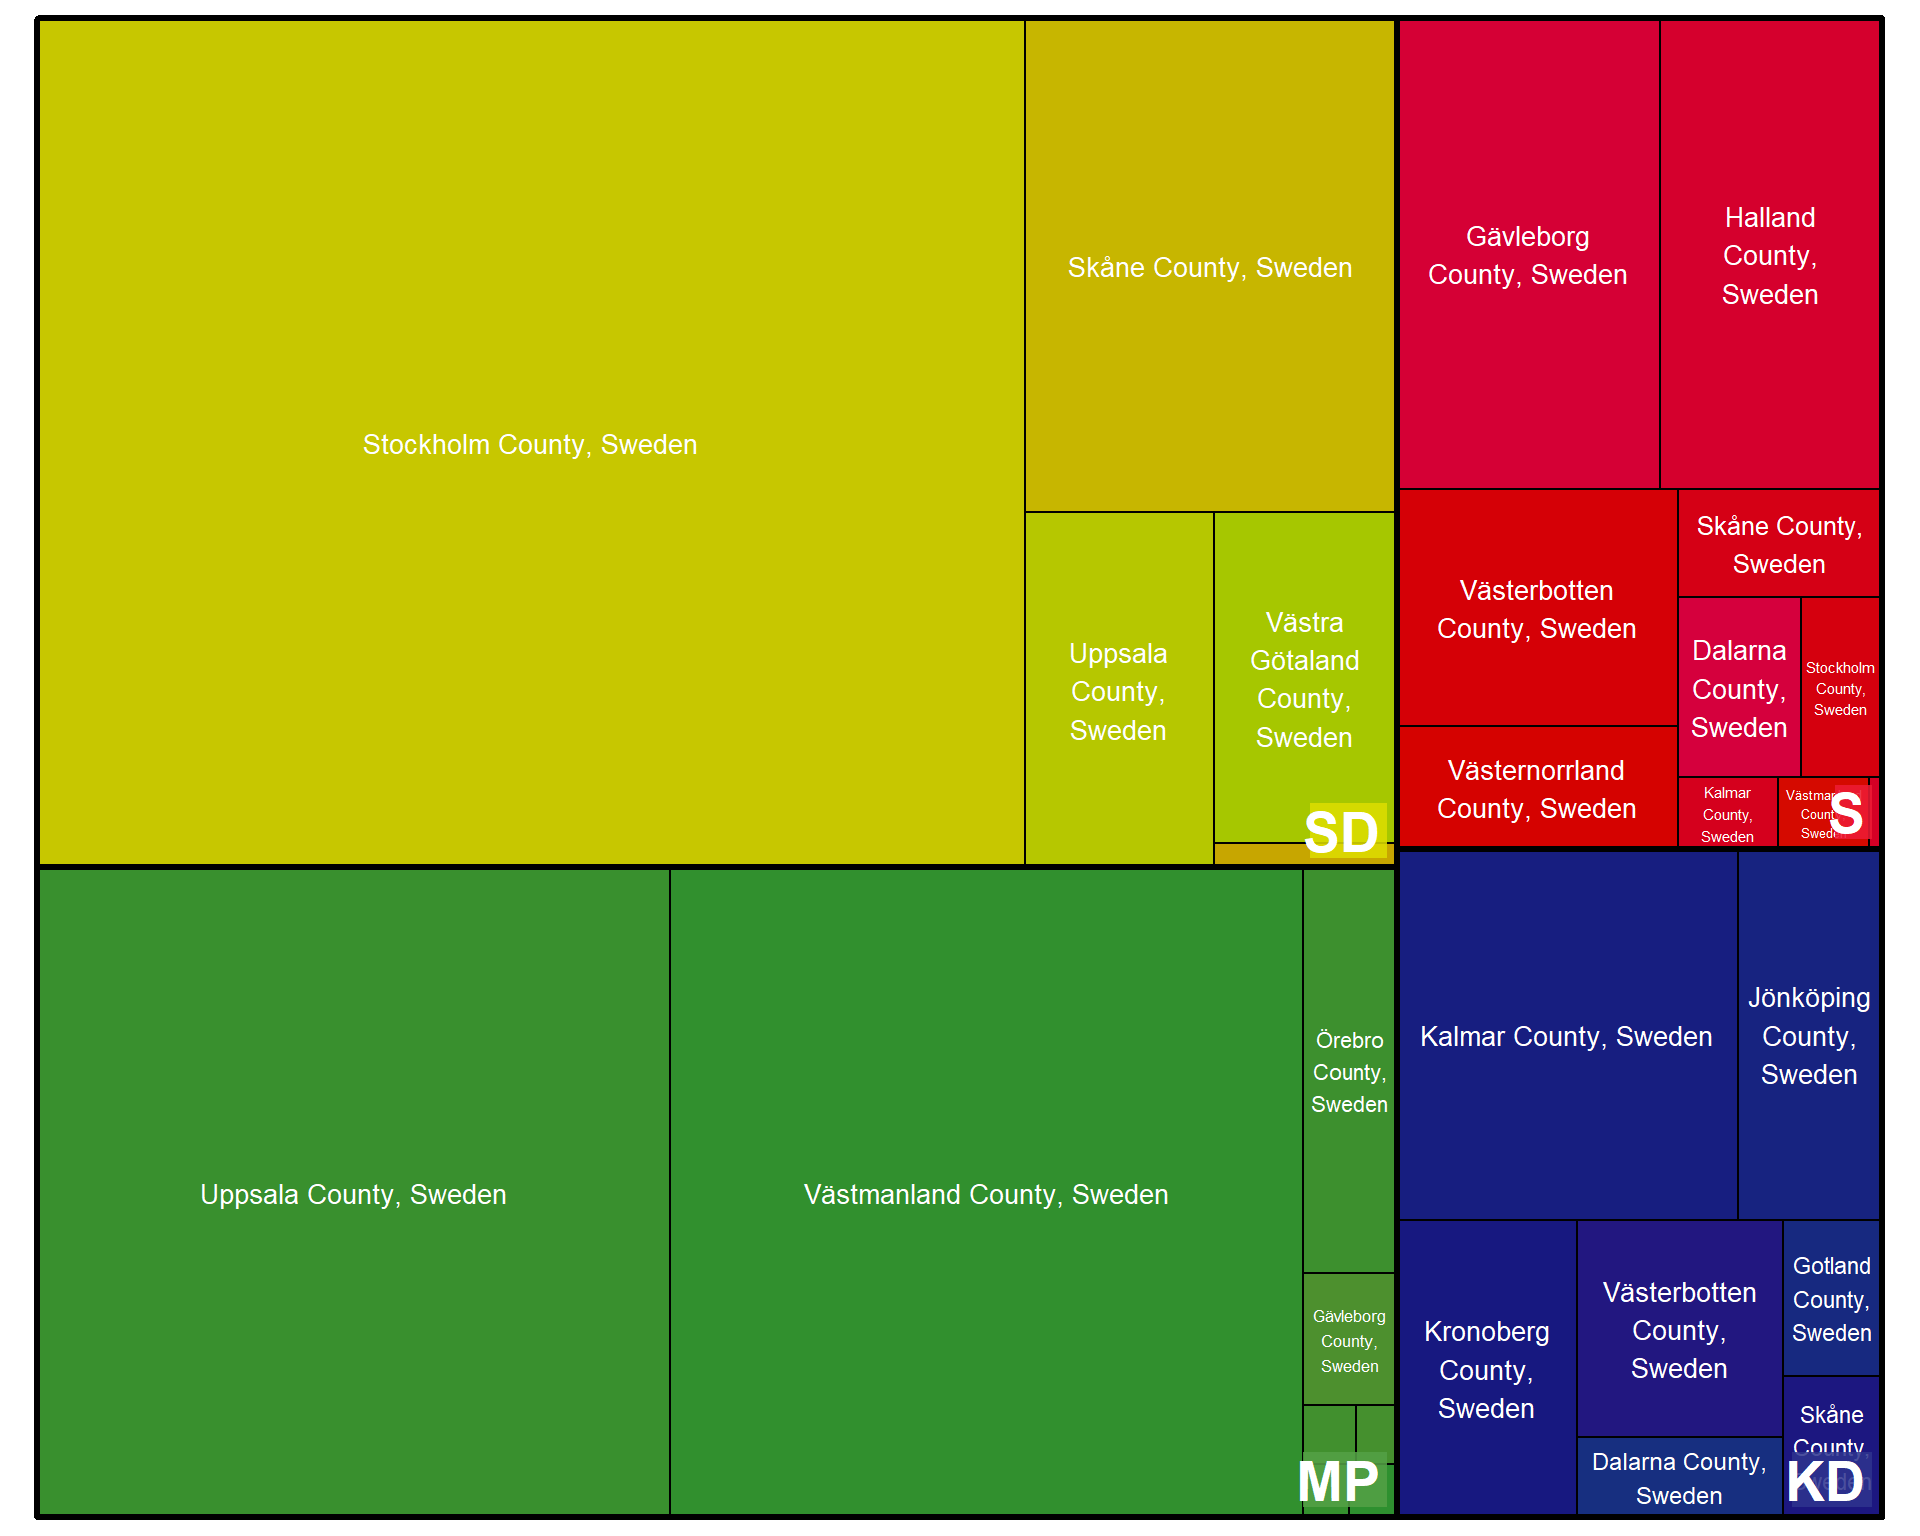 Stockholm County, Sweden
Skåne County, Sweden
Uppsala
County,
Sweden
Västra
Götaland
County,
Sweden
SD
Gävleborg
County, Sweden
Halland
County,
Sweden
Västerbotten
County, Sweden
Skåne County,
Sweden
Dalarna
County,
Sweden
Stockholm
County,
Sweden
Västernorrland
County, Sweden
Kalmar
County,
Sweden
S
Uppsala County, Sweden
Västmanland County, Sweden
Örebro
County,
Sweden
Gävleborg
County,
Sweden
MP
Kalmar County, Sweden
Jönköping
County,
Sweden
Kronoberg
County,
Sweden
Västerbotten
County,
Sweden
Gotland
County,
Sweden
Dalarna County,
Sweden
Skåne
County,
Sweden
KD